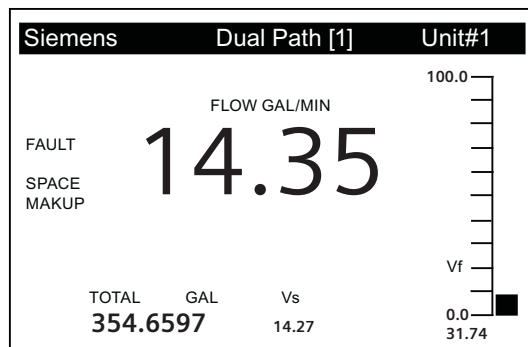 Siemens Dual Path [1] Unit#1
100.0
FLOW GAL/MIN
14.35
FAULT
SPACE
MAKUP
Vf
TOTAL GAL Vs
354.6597 14.27
0.0
31.74